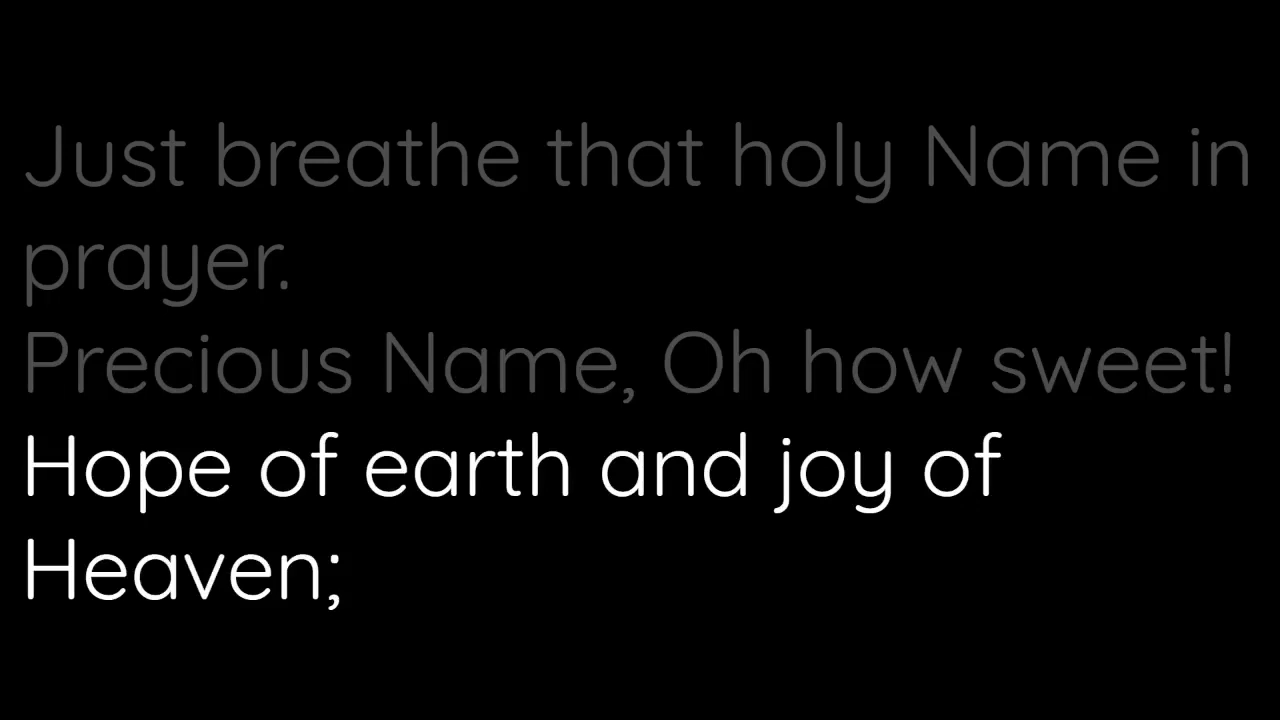 Just breathe that holy Name in
prayer.
Precious Name, Oh how sweet!
Hope of earth and joy of
Heaven;